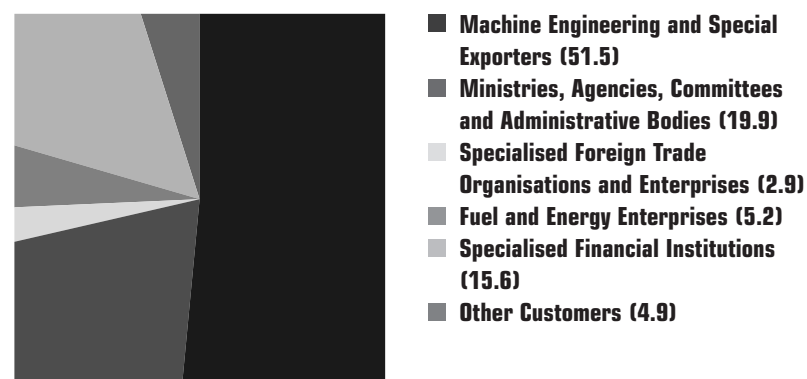 Machine Engineering and Special
Exporters (51.5)
Ministries, Agencies, Committees
and Administrative Bodies (19.9)
Specialised Foreign Trade
Organisations and Enterprises (2.9)
Fuel and Energy Enterprises (5.2)
Specialised Financial Institutions
(15.6)
Other Customers (4.9)